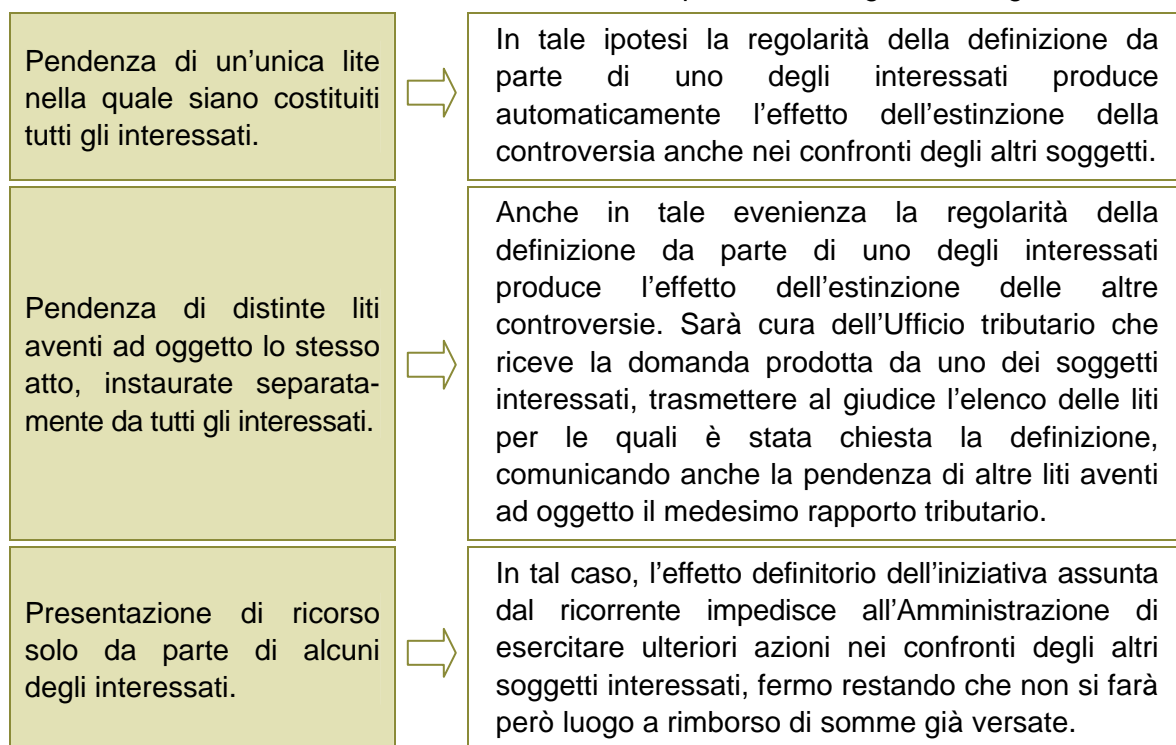 Pendenza di un’unica lite
nella quale siano costituiti
tutti gli interessati.
In tale ipotesi la regolarità della definizione da
parte di uno degli interessati produce
automaticamente l’effetto dell’estinzione della
controversia anche nei confronti degli altri soggetti.
Pendenza di distinte liti
aventi ad oggetto lo stesso
atto, instaurate separata-
mente da tutti gli interessati.
Anche in tale evenienza la regolarità della
definizione da parte di uno degli interessati
produce l’effetto dell’estinzione delle altre
controversie. Sarà cura dell’Ufficio tributario che
riceve la domanda prodotta da uno dei soggetti
interessati, trasmettere al giudice l’elenco delle liti
per le quali è stata chiesta la definizione,
comunicando anche la pendenza di altre liti aventi
ad oggetto il medesimo rapporto tributario.
Presentazione di ricorso
solo da parte di alcuni
degli interessati.
In tal caso, l’effetto definitorio dell’iniziativa assunta
dal ricorrente impedisce all’Amministrazione di
esercitare ulteriori azioni nei confronti degli altri
soggetti interessati, fermo restando che non si farà
però luogo a rimborso di somme già versate.